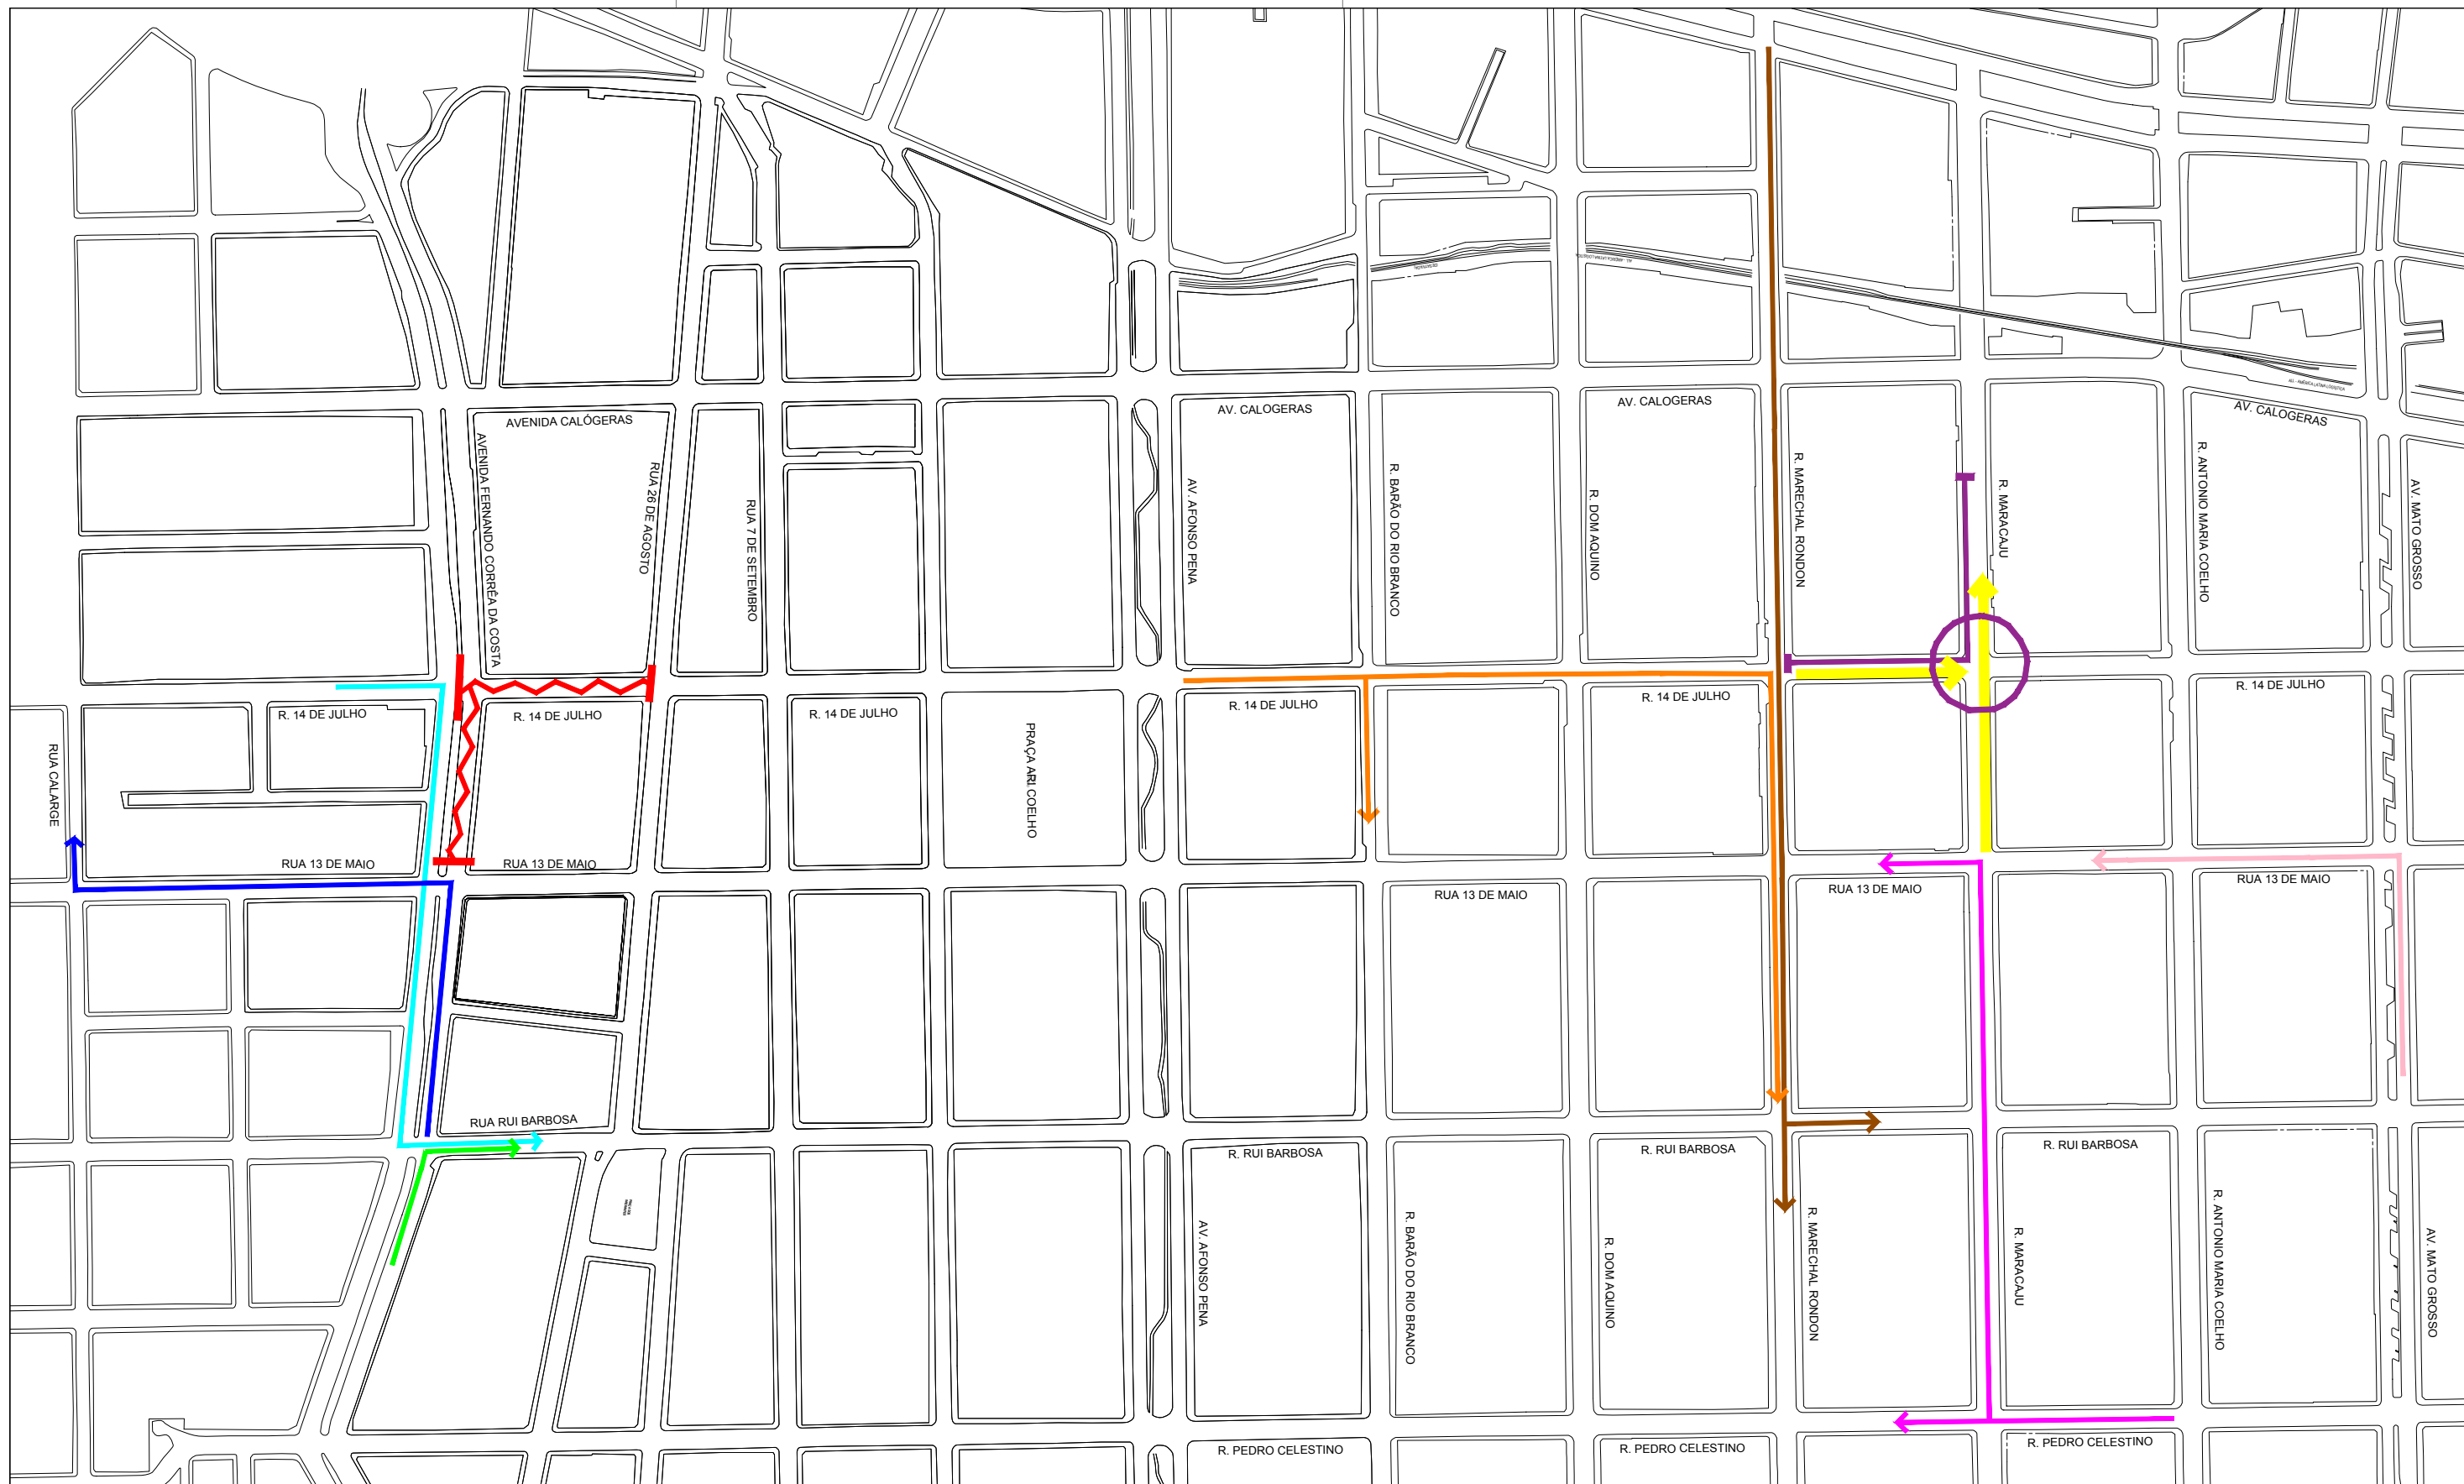 ALL - AMÉRICA LATINA LOGÍSTICA
AV. CALOGERAS
AV. CALOGERAS
AV. CALOGERAS
AVENIDA CALÓGERAS
AVENIDA FERNANDO CORRÊA DA COSTA
RUA 26 DE AGOSTO
RUA 7 DE SETEMBRO
AV. AFONSO PENA
R. BARÃO DO RIO BRANCO
R. DOM AQUINO
R. MARECHAL RONDON
R. MARACAJU
R. ANTONIO MARIA COELHO
AV. MATO GROSSO
R. 14 DE JULHO
R. 14 DE JULHO
R. 14 DE JULHO
R. 14 DE JULHO
R. 14 DE JULHO
R. 14 DE JULHO
RUA CALARGE
PRAÇA ARI COELHO
RUA 13 DE MAIO
RUA 13 DE MAIO
RUA 13 DE MAIO
RUA 13 DE MAIO
RUA 13 DE MAIO
RUA RUI BARBOSA
R. RUI BARBOSA
R. RUI BARBOSA
R. RUI BARBOSA
AV. AFONSO PENA
R. BARÃO DO RIO BRANCO
R. DOM AQUINO
R. MARECHAL RONDON
R. MARACAJU
R. ANTONIO MARIA COELHO
AV. MATO GROSSO
R. PEDRO CELESTINO
R. PEDRO CELESTINO
R. PEDRO CELESTINO